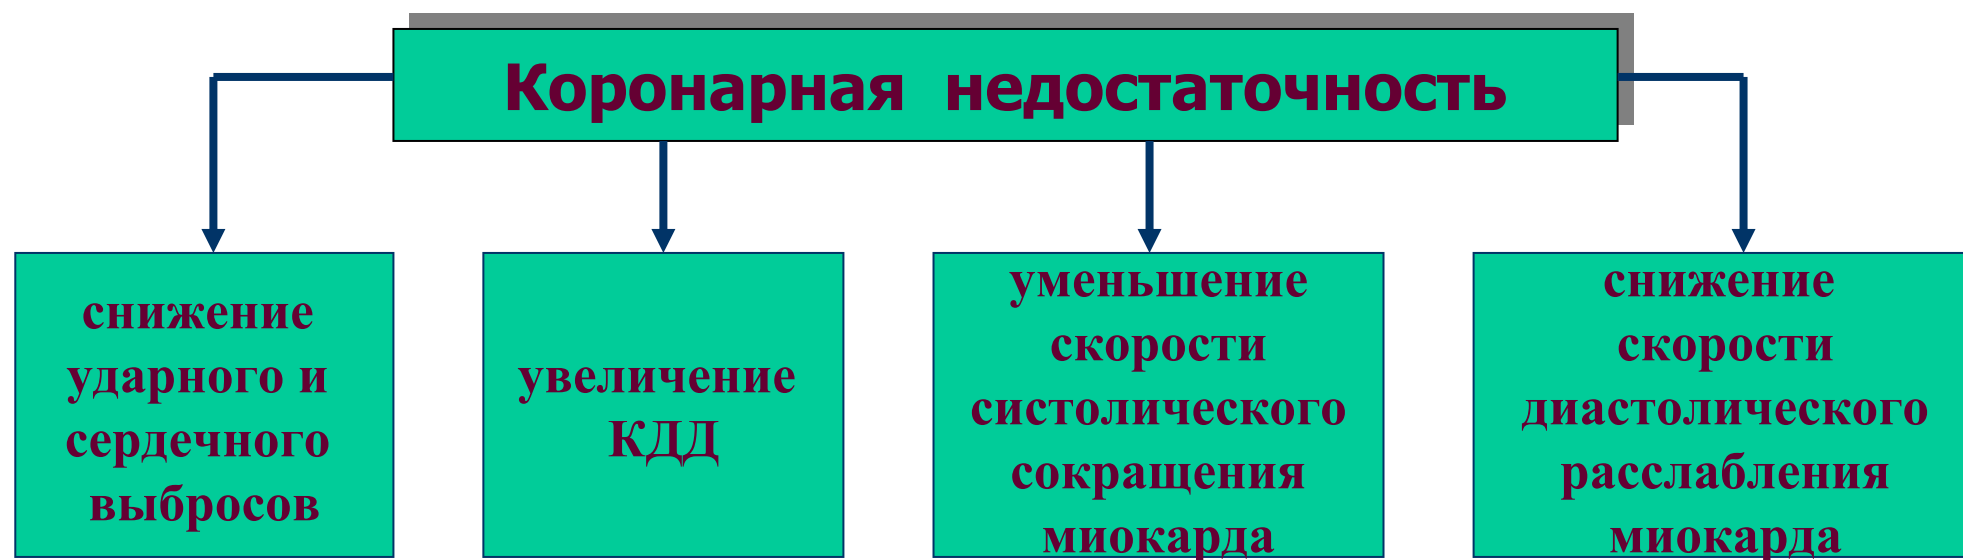 Коронарная недостаточность
снижение
ударного и
сердечного
выбросов
увеличение
КДД
уменьшение
скорости
систолического
сокращения
миокарда
снижение
скорости
диастолического
расслабления
миокарда